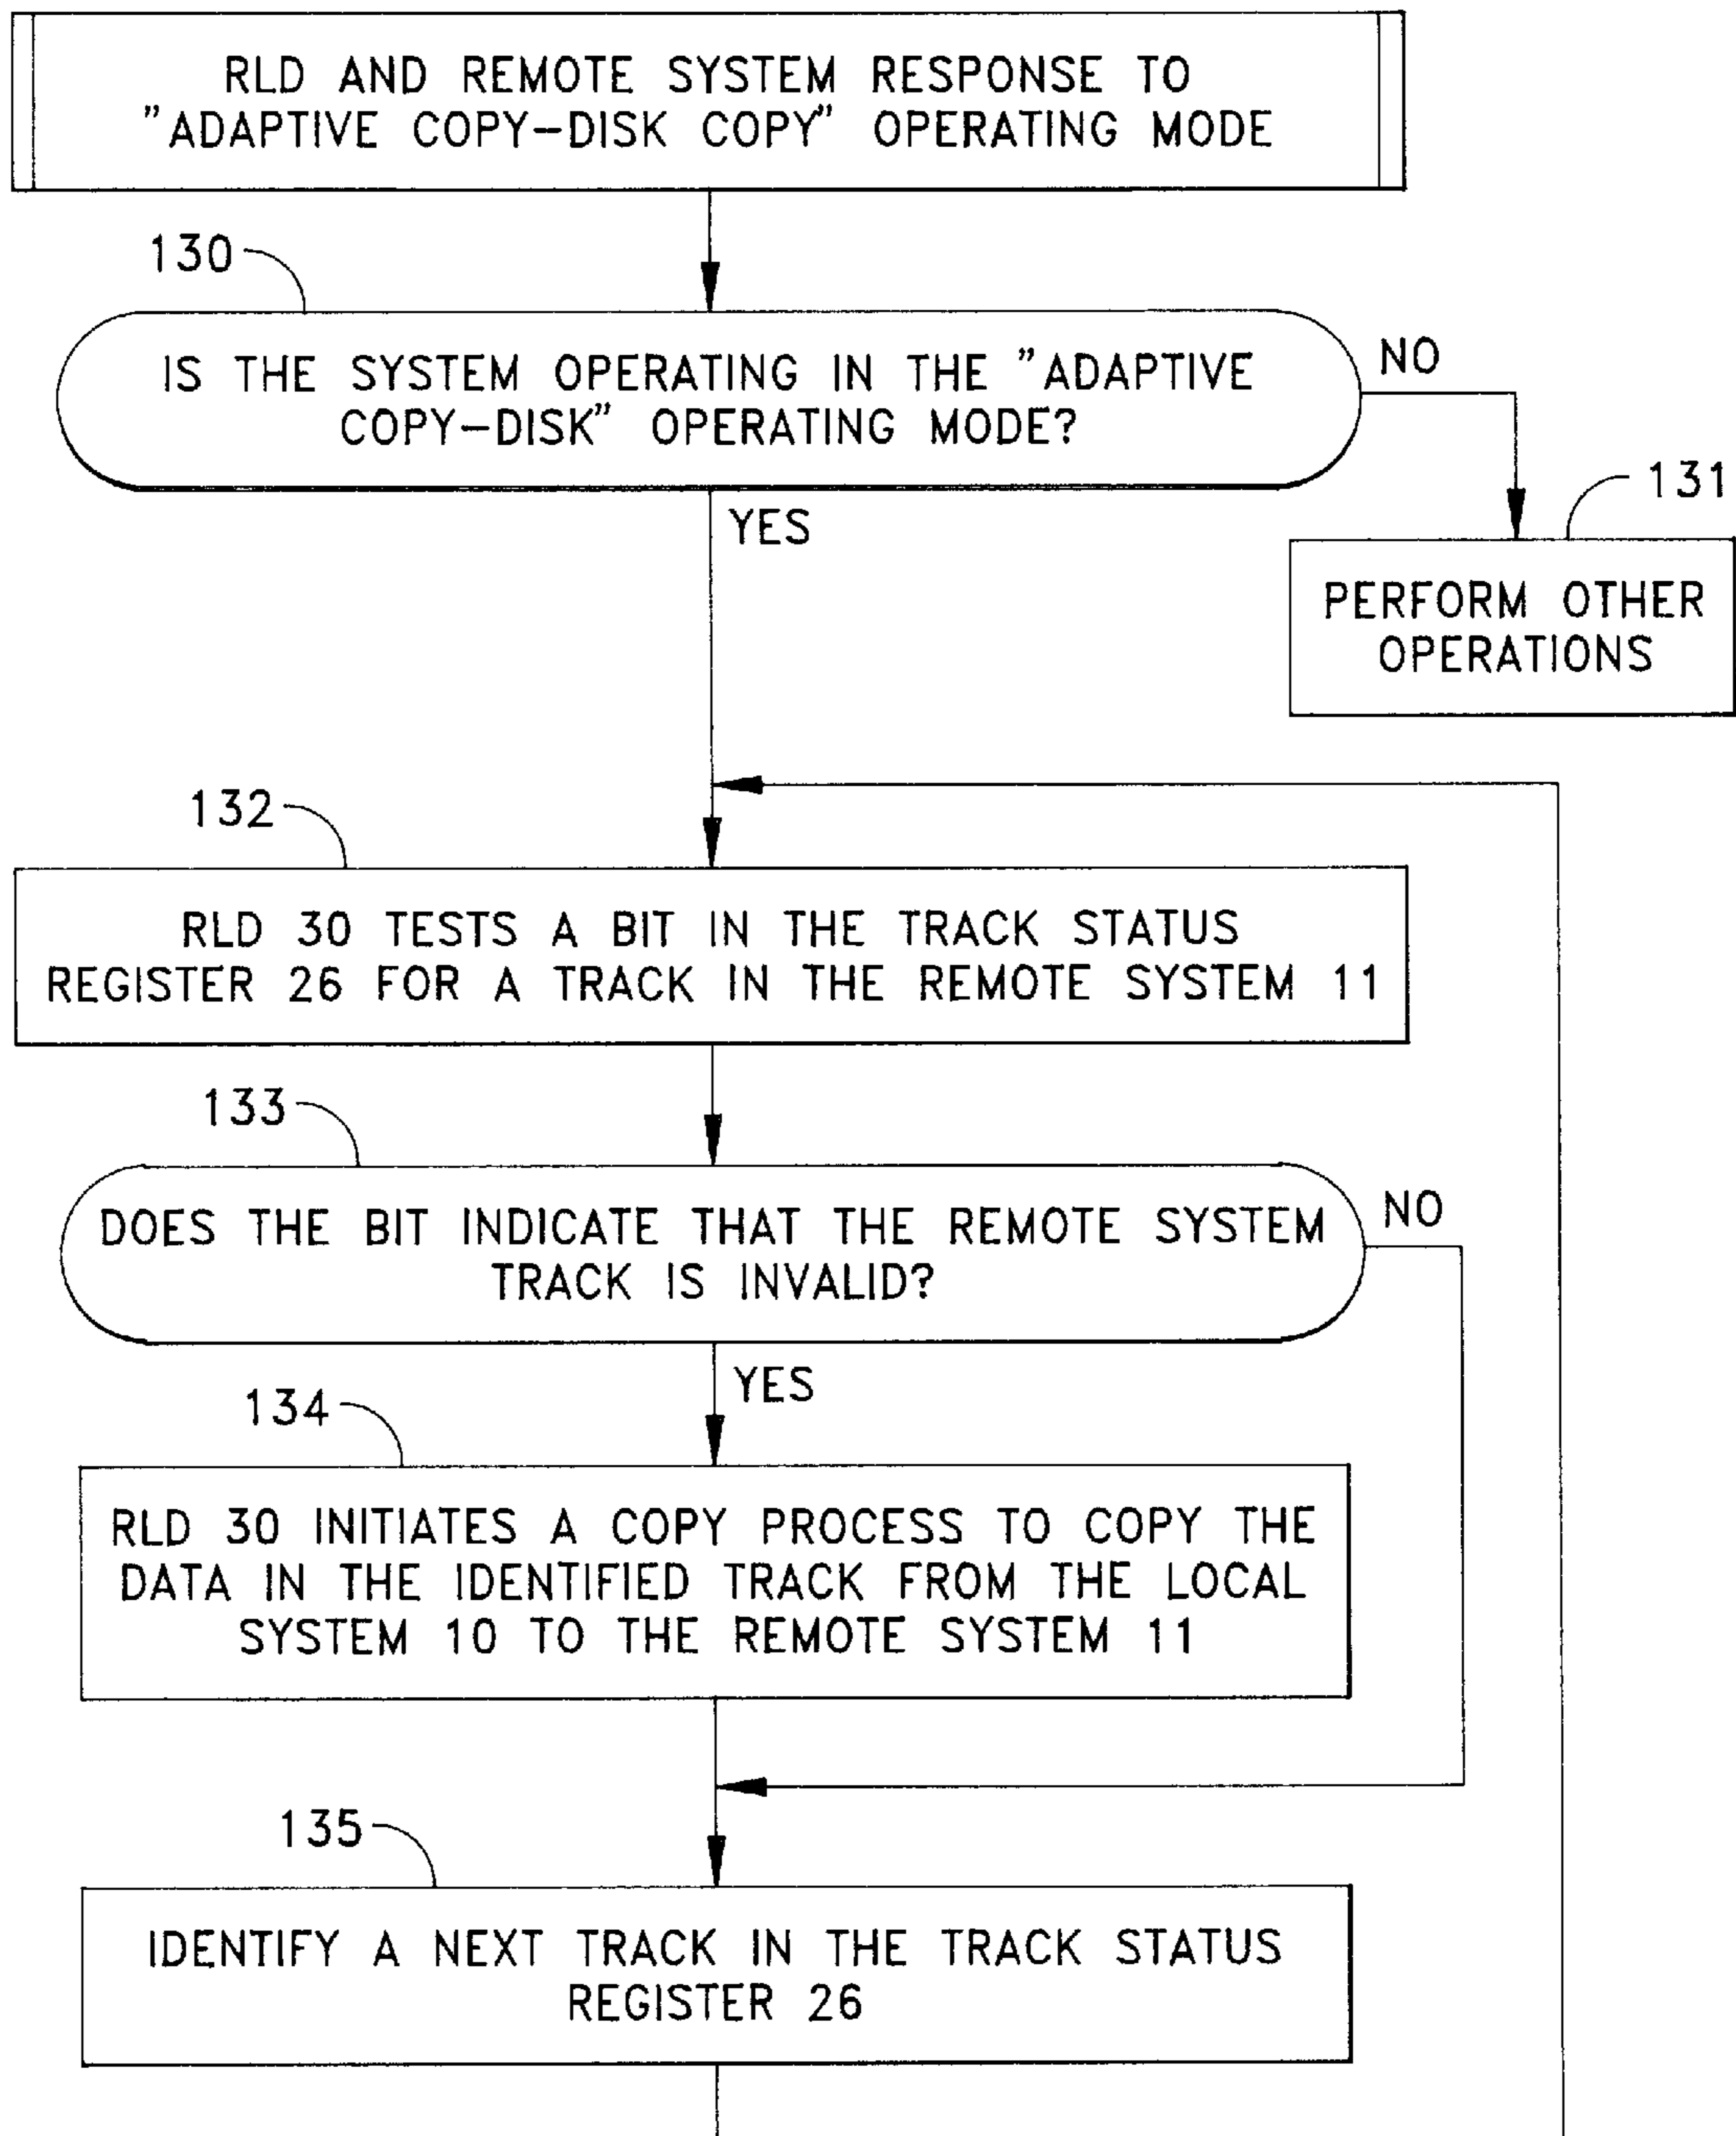 RLD AND REMOTE SYSTEM RESPONSE TO
"ADAPTIVE COPY-DISK COPY" OPERATING MODE
130
IS THE SYSTEM OPERATING IN THE "ADAPTIVE
COPY-DISK" OPERATING MODE?
NO
131
YES
PERFORM OTHER
OPERATIONS
132
RLD 30 TESTS A BIT IN THE TRACK STATUS
REGISTER 26 FOR A TRACK IN THE REMOTE SYSTEM 11
133
DOES THE BIT INDICATE THAT THE REMOTE SYSTEM
TRACK IS INVALID?
NO
YES
134
RLD 30 INITIATES A COPY PROCESS TO COPY THE
DATA IN THE IDENTIFIED TRACK FROM THE LOCAL
SYSTEM 10 TO THE REMOTE SYSTEM 11
135
IDENTIFY A NEXT TRACK IN THE TRACK STATUS
REGISTER 26